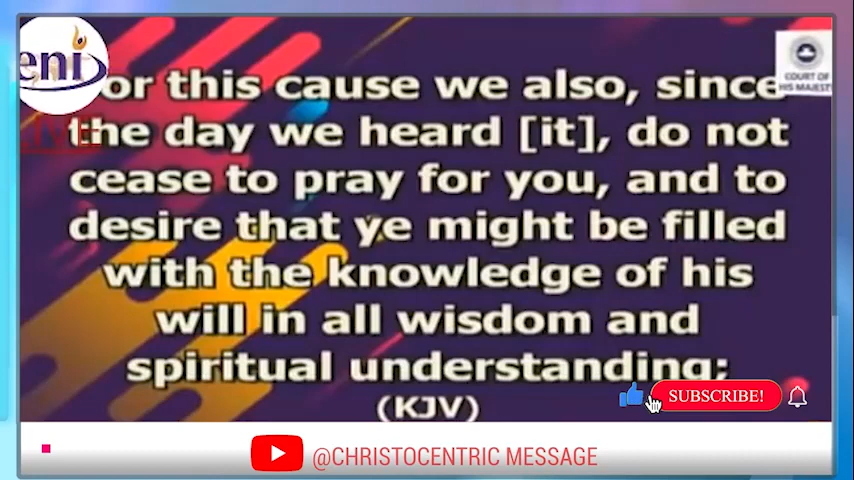 eni
COURT OF
HIS MAJESTY
or this cause we also, since
the day we heard [it], do not
cease to pray for you, and to
desire that ye might be filled
with the knowledge of his
will in all wisdom and
spiritual understanding;
(KJV)
SUBSCRIBE!
@CHRISTOCENTRIC MESSAGE